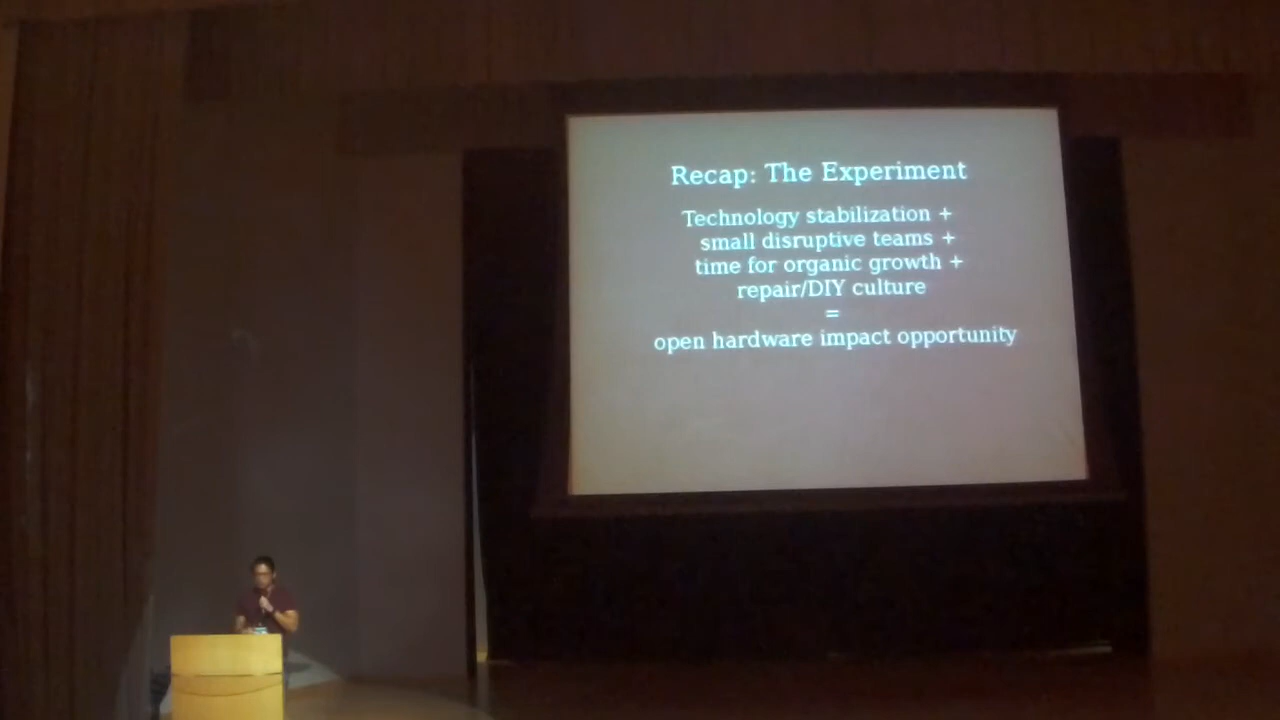 Recap: The Experiment
Technology stabilization +
small disruptive teams +
time for organic growth +
repair/DIY culture
=
open hardware impact opportunity